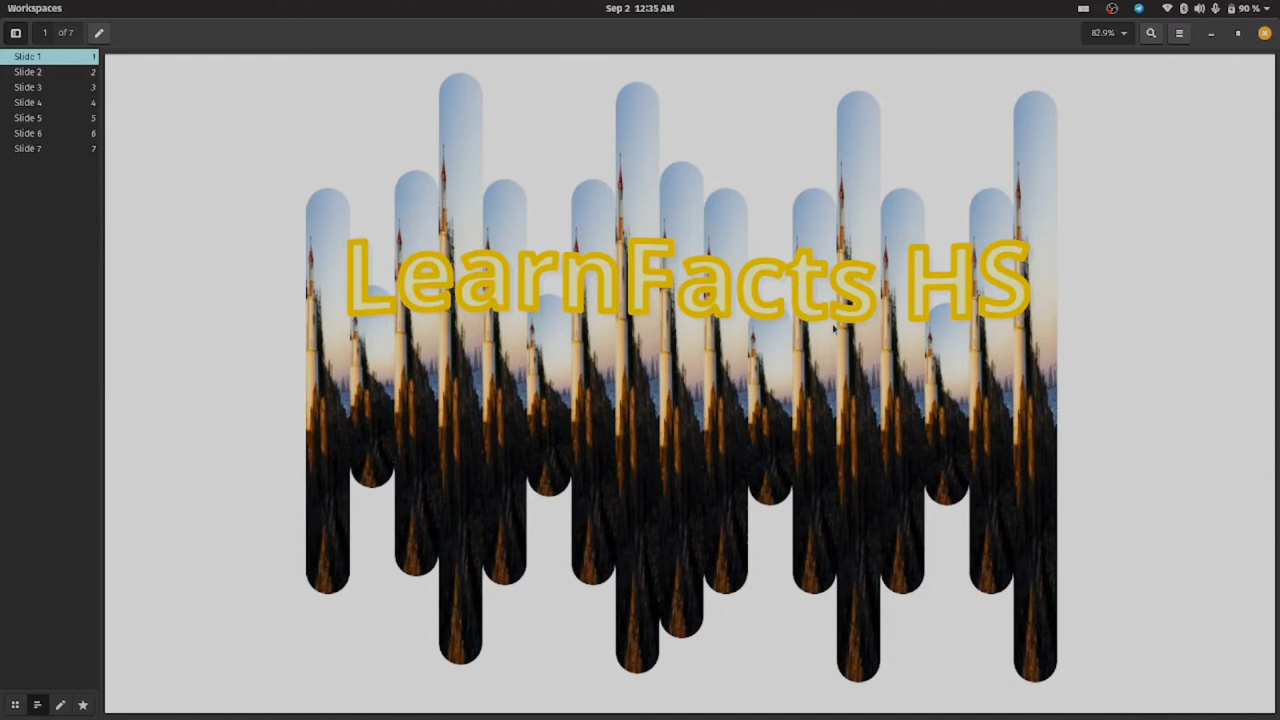 Workspaces
Sep 2 12:35 AM
90 %
1 of 7
82.9%
Slide 1 1
Slide 2 2
Slide 3 3
Slide 4 4
Slide 5 5
Slide 6 6
Slide 7 7
LearnFacts HS